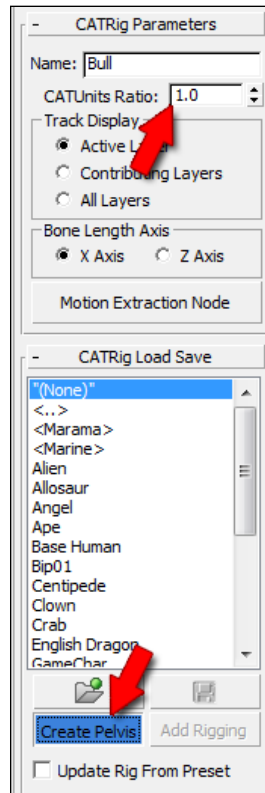 - CATRig Parameters
Name: Bull
CATUnits Ratio: 1.0
Track Display
Active Layer
Contributing Layers
All Layers
Bone Length Axis
X Axis Z Axis
Motion Extraction Node
- CATRig Load Save
"(None)"
<..>
<Marama>
<Marine>
Alien
Allosaur
Angel
Ape
Base Human
Bip01
Centipede
Clown
Crab
English Dragon
GameChar
Create Pelvis Add Rigging
Update Rig From Preset